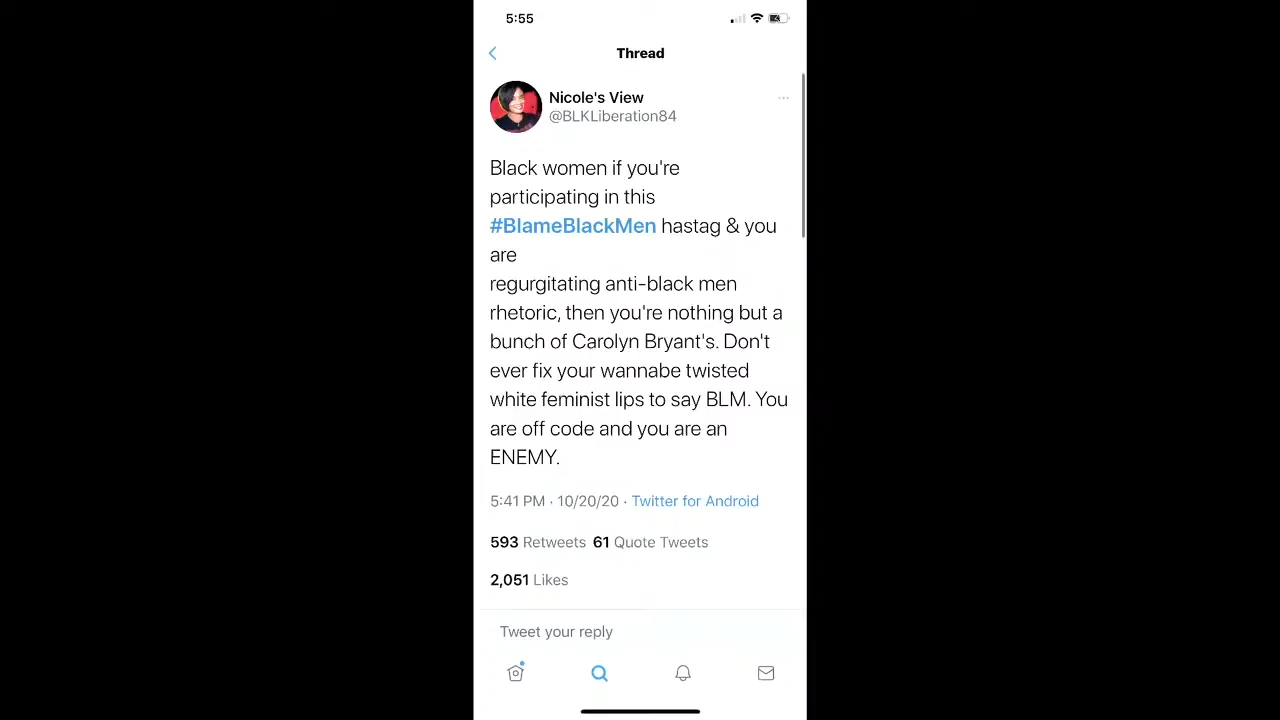 5:55
Thread
Nicole's View
@BLKLiberation84
Black women if you're
participating in this
#BlameBlackMen hastag & you
are
regurgitating anti-black men
rhetoric, then you're nothing but a
bunch of Carolyn Bryant's. Don't
ever fix your wannabe twisted
white feminist lips to say BLM. You
are off code and you are an
ENEMY.
5:41 PM · 10/20/20 · Twitter for Android
593 Retweets 61 Quote Tweets
2,051 Likes
Tweet your reply